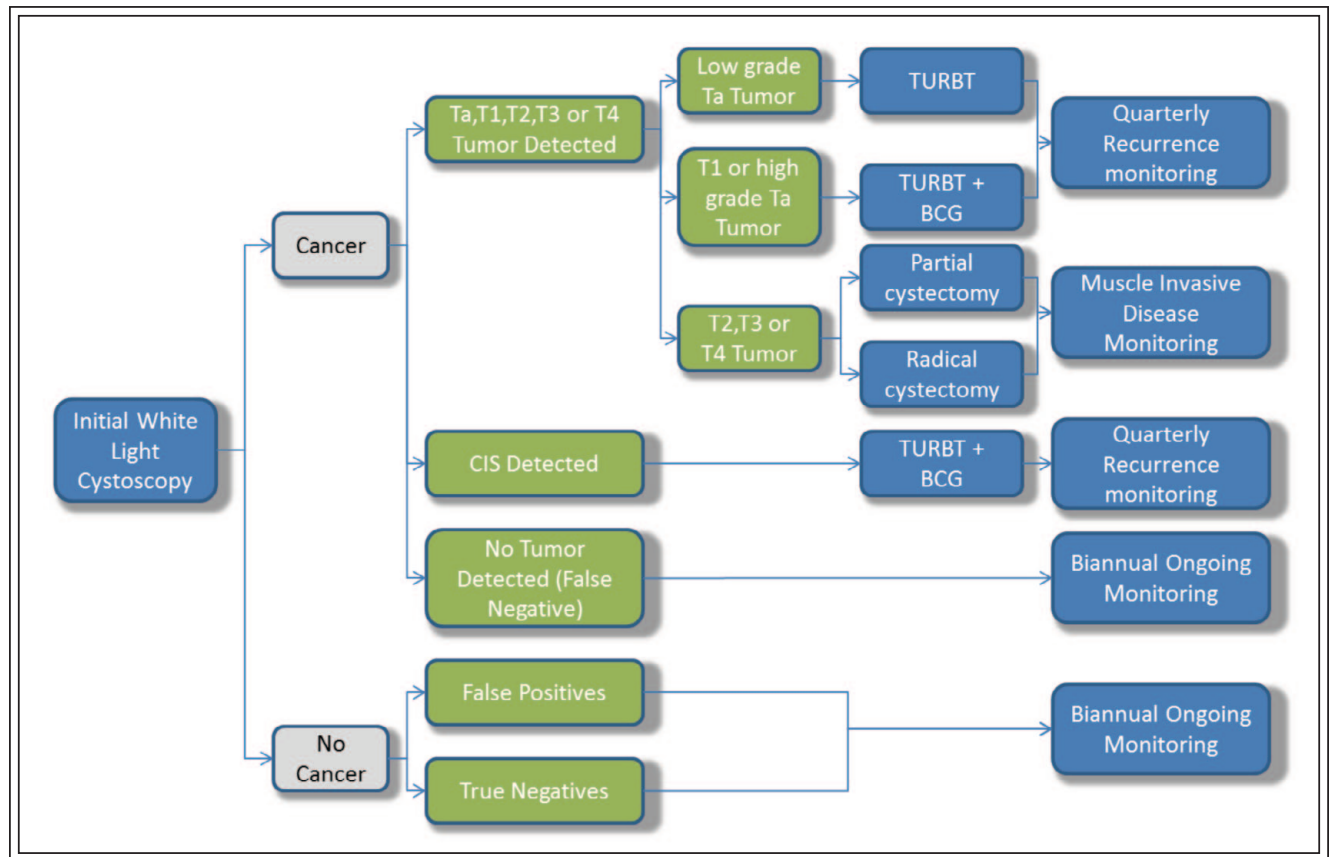 Initial White
Light
Cystoscopy
Cancer
Ta,T1,T2,T3 or T4
Tumor Detected
Low grade
Ta Tumor
TURBT
T1 or high
grade Ta
Tumor
TURBT +
BCG
Quarterly
Recurrence
monitoring
T2,T3 or
T4 Tumor
Partial
cystectomy
Radical
cystectomy
Muscle Invasive
Disease
Monitoring
CIS Detected
TURBT +
BCG
Quarterly
Recurrence
monitoring
No Tumor
Detected (False
Negative)
Biannual Ongoing
Monitoring
No
Cancer
False Positives
True Negatives
Biannual Ongoing
Monitoring